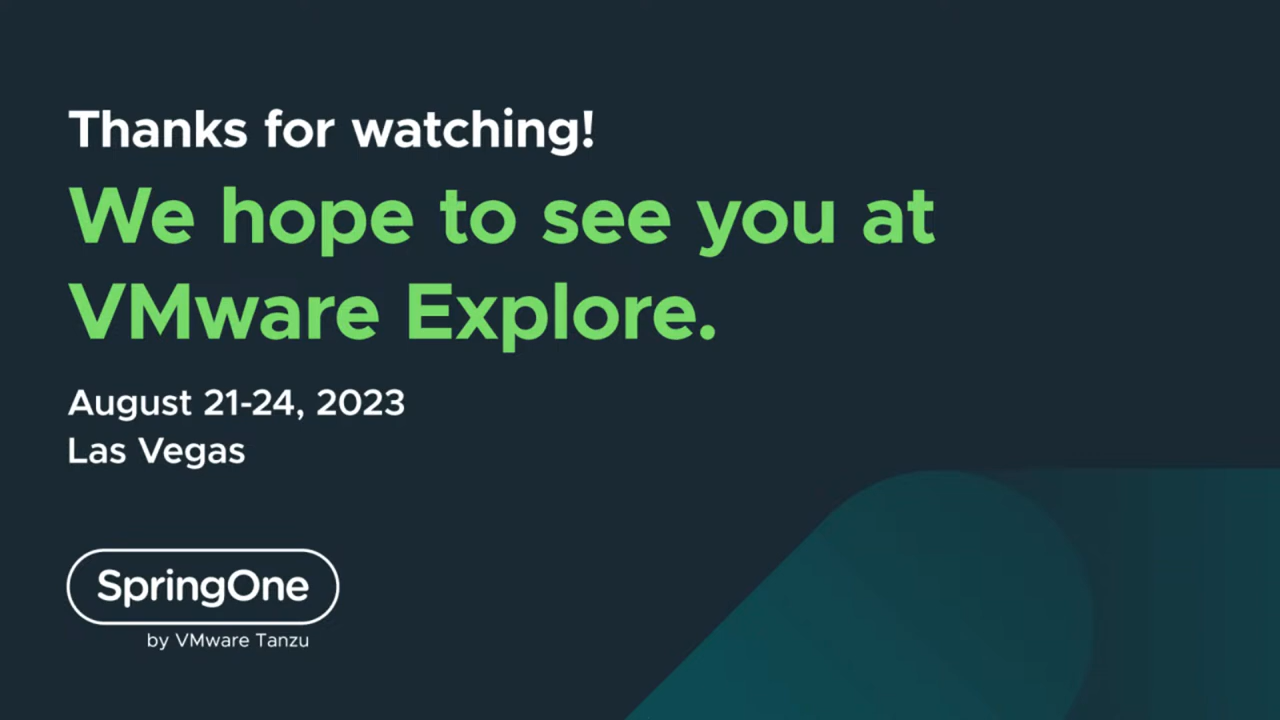 Thanks for watching!
We hope to see you at
VMware Explore.
August 21-24, 2023
Las Vegas
SpringOne
by VMware Tanzu